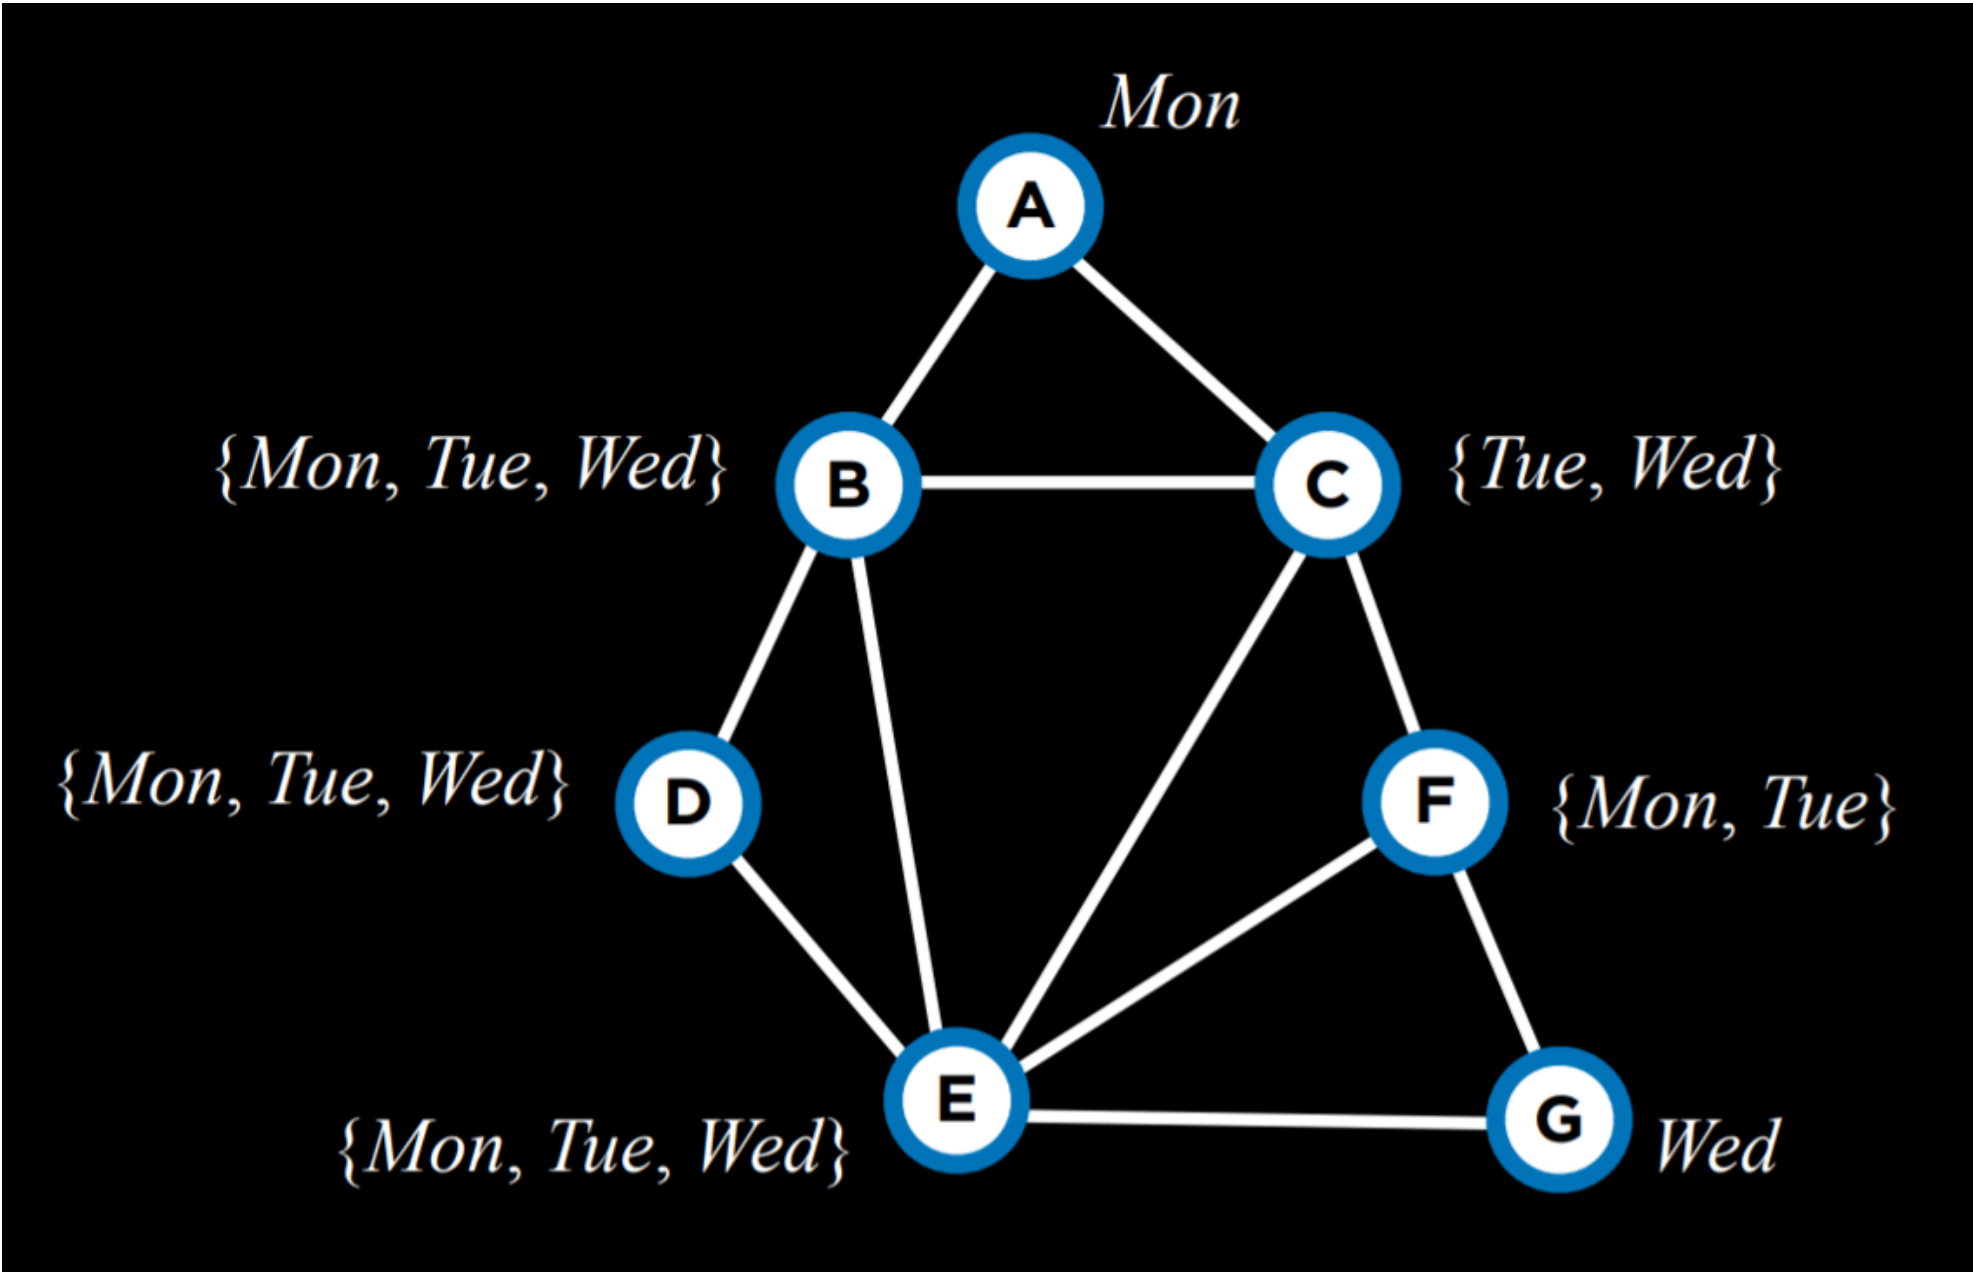 Mon
A
{Mon, Tue, Wed}
B
C
{Tue, Wed}
{Mon, Tue, Wed}
D
F
{Mon, Tue}
E
{Mon, Tue, Wed}
G
Wed